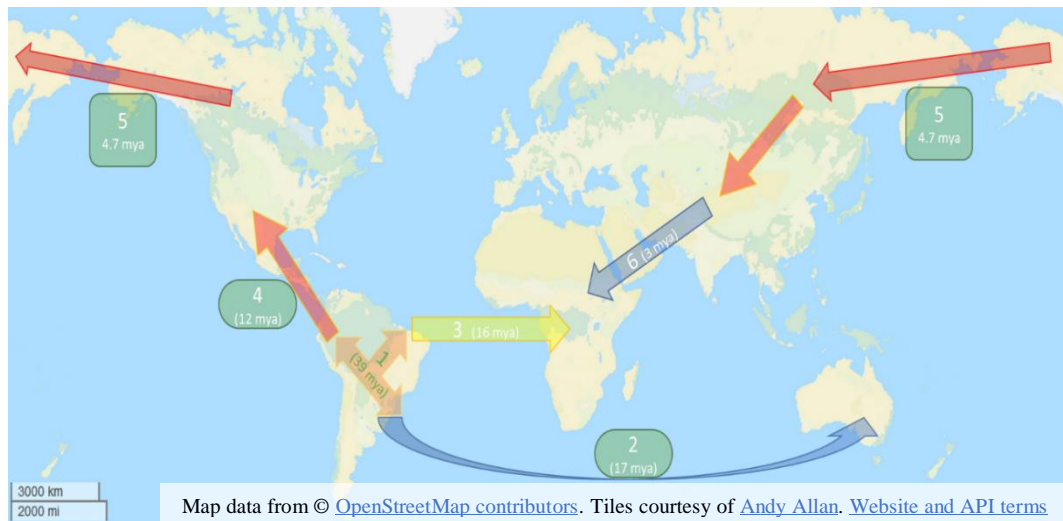 5
4.7 mya
5
4.7 mya
6 (3 mya)
4
(12 mya)
3 (16 mya)
1
(39 mya)
2
(17 mya)
3000 km
2000 mi
Map data from © OpenStreetMap contributors. Tiles courtesy of Andy Allan. Website and API terms